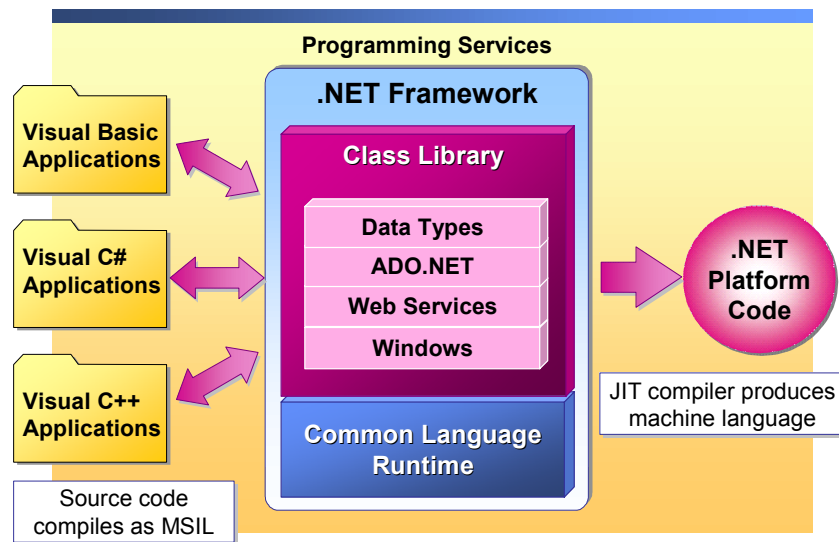 Programming Services
.NET Framework
Visual Basic
Applications
Visual C#
Applications
Visual C++
Applications
Source code
compiles as MSIL
Class Library
Data Types
ADO.NET
Web Services
Windows
Common Language
Runtime
.NET
Platform
Code
JIT compiler produces
machine language